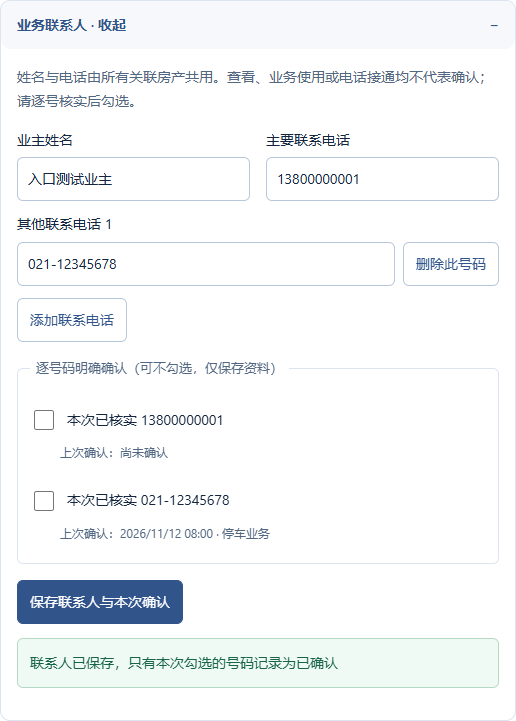 业务联系人 · 收起
−
姓名与电话由所有关联房产共用。查看、业务使用或电话接通均不代表确认；
请逐号核实后勾选。
业主姓名
主要联系电话
入口测试业主
13800000001
其他联系电话 1
021-12345678
删除此号码
添加联系电话
逐号码明确确认（可不勾选，仅保存资料）
本次已核实 13800000001
上次确认：尚未确认
本次已核实 021-12345678
上次确认：2026/11/12 08:00 · 停车业务
保存联系人与本次确认
联系人已保存，只有本次勾选的号码记录为已确认